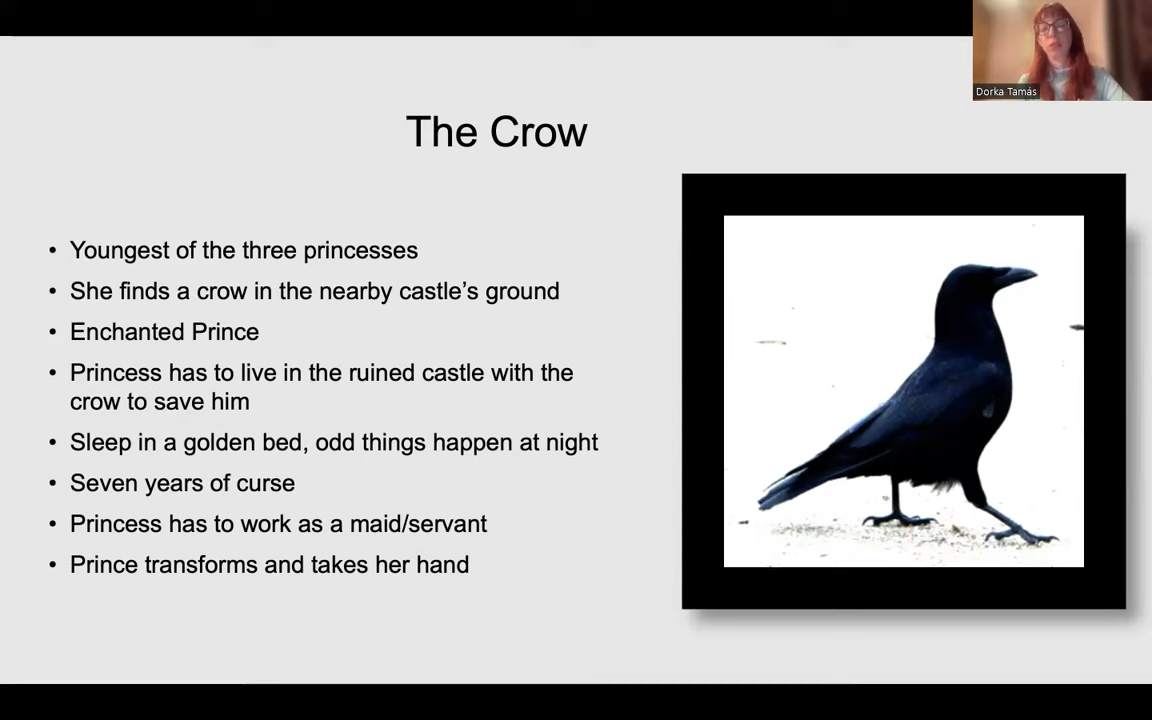 Dorka Tamás
The Crow
• Youngest of the three princesses
• She finds a crow in the nearby castle’s ground
• Enchanted Prince
• Princess has to live in the ruined castle with the
crow to save him
• Sleep in a golden bed, odd things happen at night
• Seven years of curse
• Princess has to work as a maid/servant
• Prince transforms and takes her hand